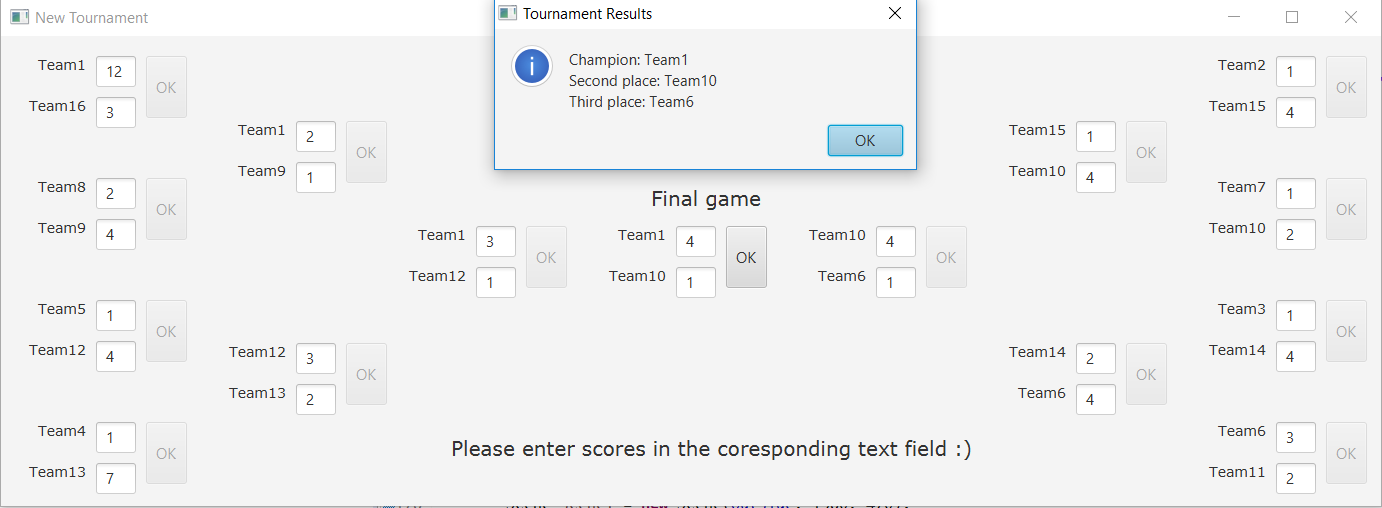 New Tournament
Tournament Results
Champion: Team1
Second place: Team10
Third place: Team6
OK
Team1 12 OK
Team16 3
Team8 2 OK
Team9 4
Team5 1 OK
Team12 4
Team4 1 OK
Team13 7
Team1 2 OK
Team9 1
Team12 3 OK
Team13 2
Final game
Team1 3 OK
Team12 1
Team1 4 OK
Team10 1
Team10 4 OK
Team6 1
Team15 1 OK
Team10 4
Team14 2 OK
Team6 4
Team2 1 OK
Team15 4
Team7 1 OK
Team10 2
Team3 1 OK
Team14 4
Team6 3 OK
Team11 2
Please enter scores in the coresponding text field :)